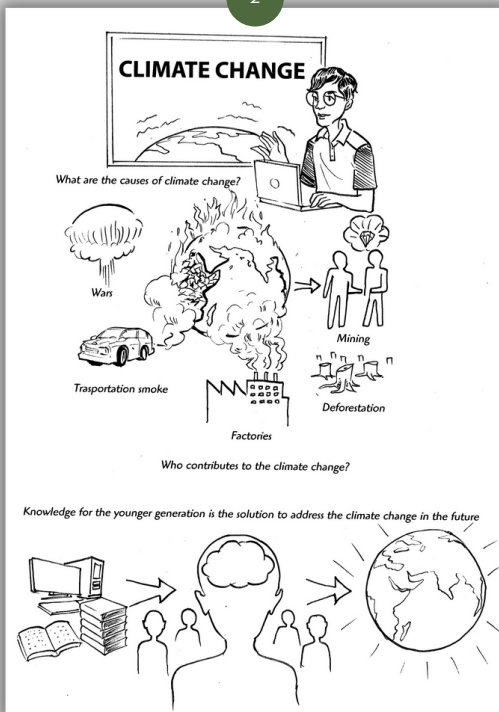 2
CLIMATE CHANGE
What are the causes of climate change?
Wars
Mining
Trasportation smoke
Deforestation
Factories
Who contributes to the climate change?
Knowledge for the younger generation is the solution to address the climate change in the future